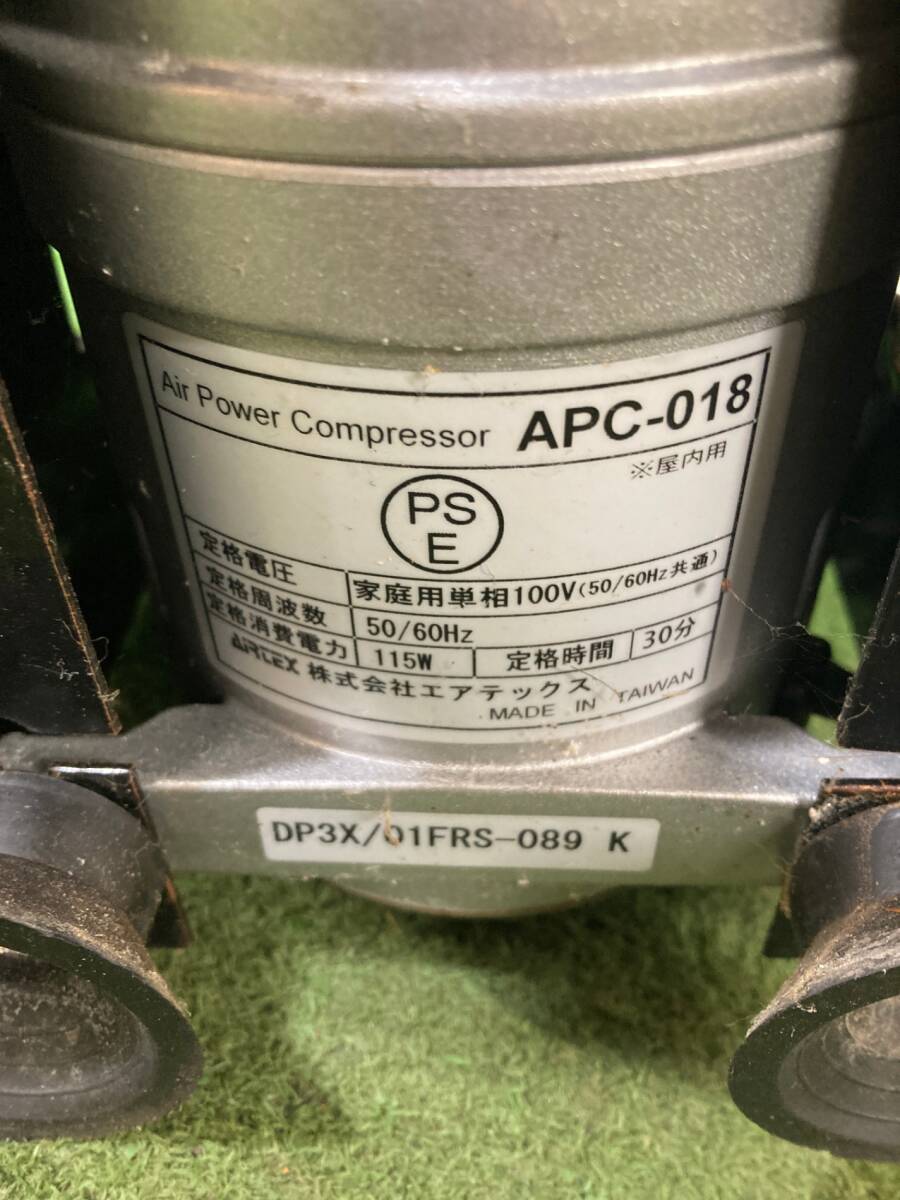 Air Power Compressor APC-018
※屋内用
PS
E
定格電圧 家庭用単相100V(50/60Hz共通)
定格周波数 50/60Hz
定格消費電力 115W 定格時間 30分
AIRTEX 株式会社エアテックス
MADE IN TAIWAN
DP3X/01FRS-089 K